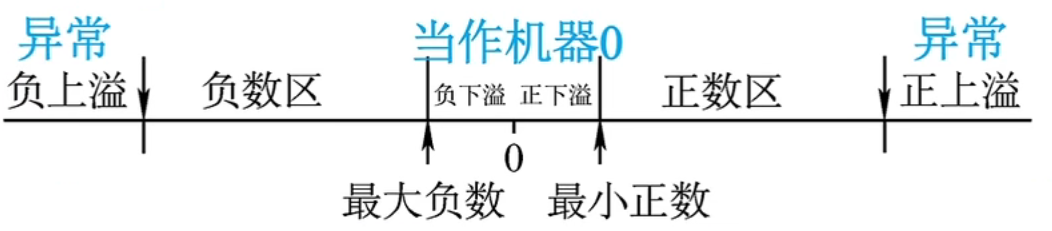 异常 当作机器0 异常
负上溢 负数区 负下溢 正下溢 正数区 正上溢
0
最大负数 最小正数